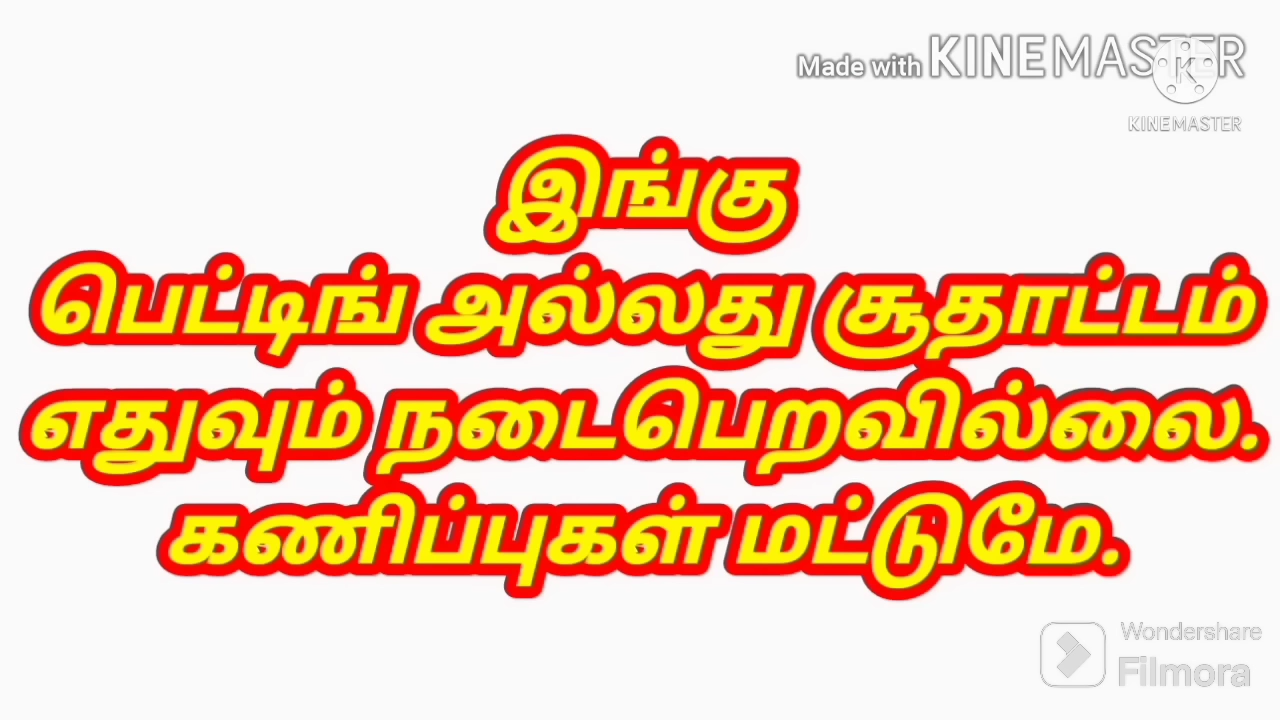 Made with KINEMASTER
KINEMASTER
இங்கு
பெட்டிங் அல்லது சூதாட்டம்
எதுவும் நடைபெறவில்லை.
கணிப்புகள் மட்டுமே.
Wondershare
Filmora